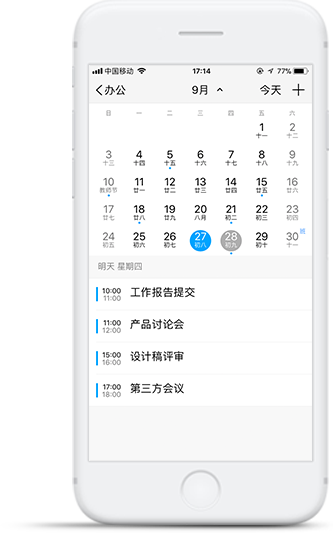 中国移动 17:14 77%
办公 9月 今天
日 一 二 三 四 五 六
1 2
十一 十二
3 4 5 6 7 8 9
十三 十四 十五 十六 十七 十八 十九
10 11 12 13 14 15 16
教师节 廿一 廿二 廿三 廿四 廿五 廿六
17 18 19 20 21 22 23
廿七 廿八 廿九 八月 初二 初三 初四
24 25 26 27 28 29 30
初五 初六 初七 初八 初九 初十 十一
明天 星期四
10:00 工作报告提交
11:00
11:00 产品讨论会
12:00
15:00 设计稿评审
16:00
17:00 第三方会议
18:00